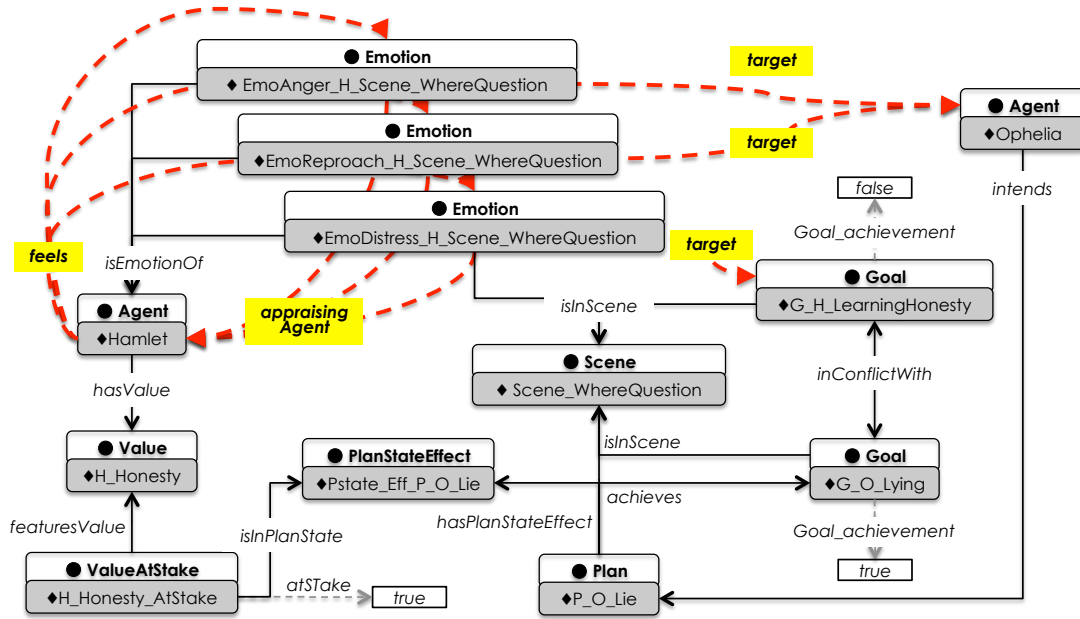 ● Emotion
♦ EmoAnger_H_Scene_WhereQuestion
target
● Agent
♦Ophelia
● Emotion
♦EmoReproach_H_Scene_WhereQuestion
target
intends
false
● Emotion
♦EmoDistress_H_Scene_WhereQuestion
Goal_achievement
target
feels
isEmotionOf
● Goal
♦G_H_LearningHonesty
● Agent
♦Hamlet
appraising
Agent
isInScene
● Scene
♦ Scene_WhereQuestion
inConflictWith
hasValue
● Value
♦H_Honesty
● PlanStateEffect
♦Pstate_Eff_P_O_Lie
isInScene
● Goal
♦G_O_Lying
achieves
hasPlanStateEffect
featuresValue
isInPlanState
Goal_achievement
● ValueAtStake
♦H_Honesty_AtStake
atSTake
true
● Plan
♦P_O_Lie
true